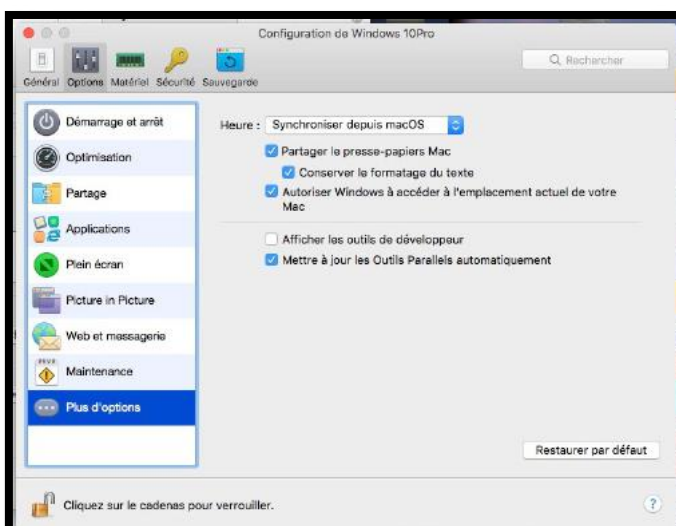 Configuration de Windows 10Pro
Rechercher
Général Options Matériel Sécurité Sauvegarde
Démarrage et arrêt
Optimisation
Partage
Applications
Plein écran
Picture in Picture
Web et messagerie
Maintenance
Plus d'options
Heure : Synchroniser depuis macOS
Partager le presse-papiers Mac
Conserver le formatage du texte
Autoriser Windows à accéder à l'emplacement actuel de votre
Mac
Afficher les outils de développeur
Mettre à jour les Outils Parallels automatiquement
Restaurer par défaut
Cliquez sur le cadenas pour verrouiller.
?